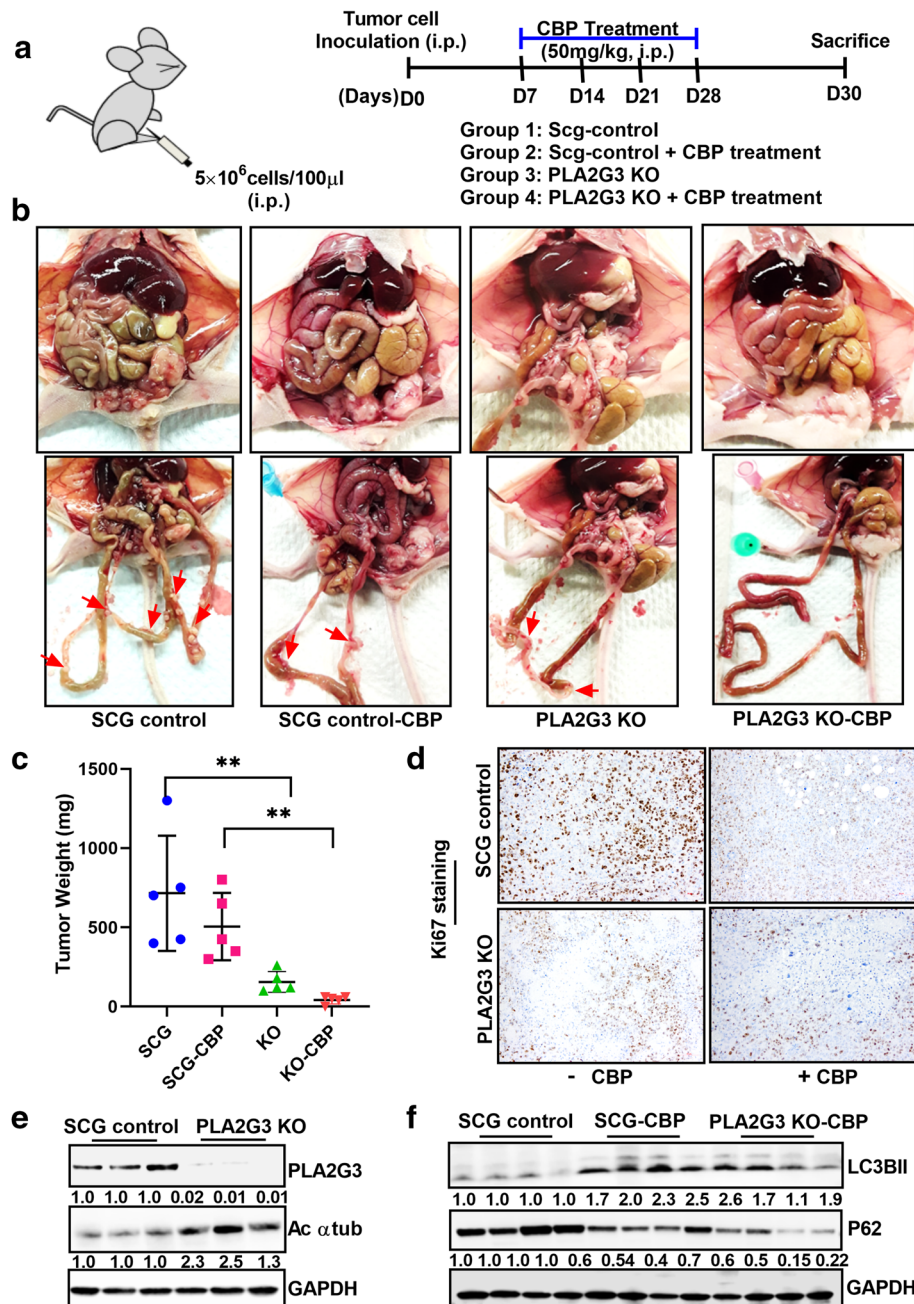 a
Tumor cell
Inoculation (i.p.)
CBP Treatment
(50mg/kg, i.p.)
Sacrifice
(Days) D0 D7 D14 D21 D28 D30
5×10⁶cells/100µl
(i.p.)
Group 1: Scg-control
Group 2: Scg-control + CBP treatment
Group 3: PLA2G3 KO
Group 4: PLA2G3 KO + CBP treatment
b
SCG control SCG control-CBP PLA2G3 KO PLA2G3 KO-CBP
c
Tumor Weight (mg)
1500
1000
500
0
**
**
SCG SCG-CBP KO KO-CBP
d
Ki67 staining
SCG control
PLA2G3 KO
- CBP + CBP
e
SCG control PLA2G3 KO
PLA2G3
1.0 1.0 1.0 0.02 0.01 0.01
Ac α tub
1.0 1.0 1.0 2.3 2.5 1.3
GAPDH
f
SCG control SCG-CBP PLA2G3 KO-CBP
LC3BII
1.0 1.0 1.0 1.0 1.7 2.0 2.3 2.5 2.6 1.7 1.1 1.9
P62
1.0 1.0 1.0 1.0 0.6 0.54 0.4 0.7 0.6 0.5 0.15 0.22
GAPDH